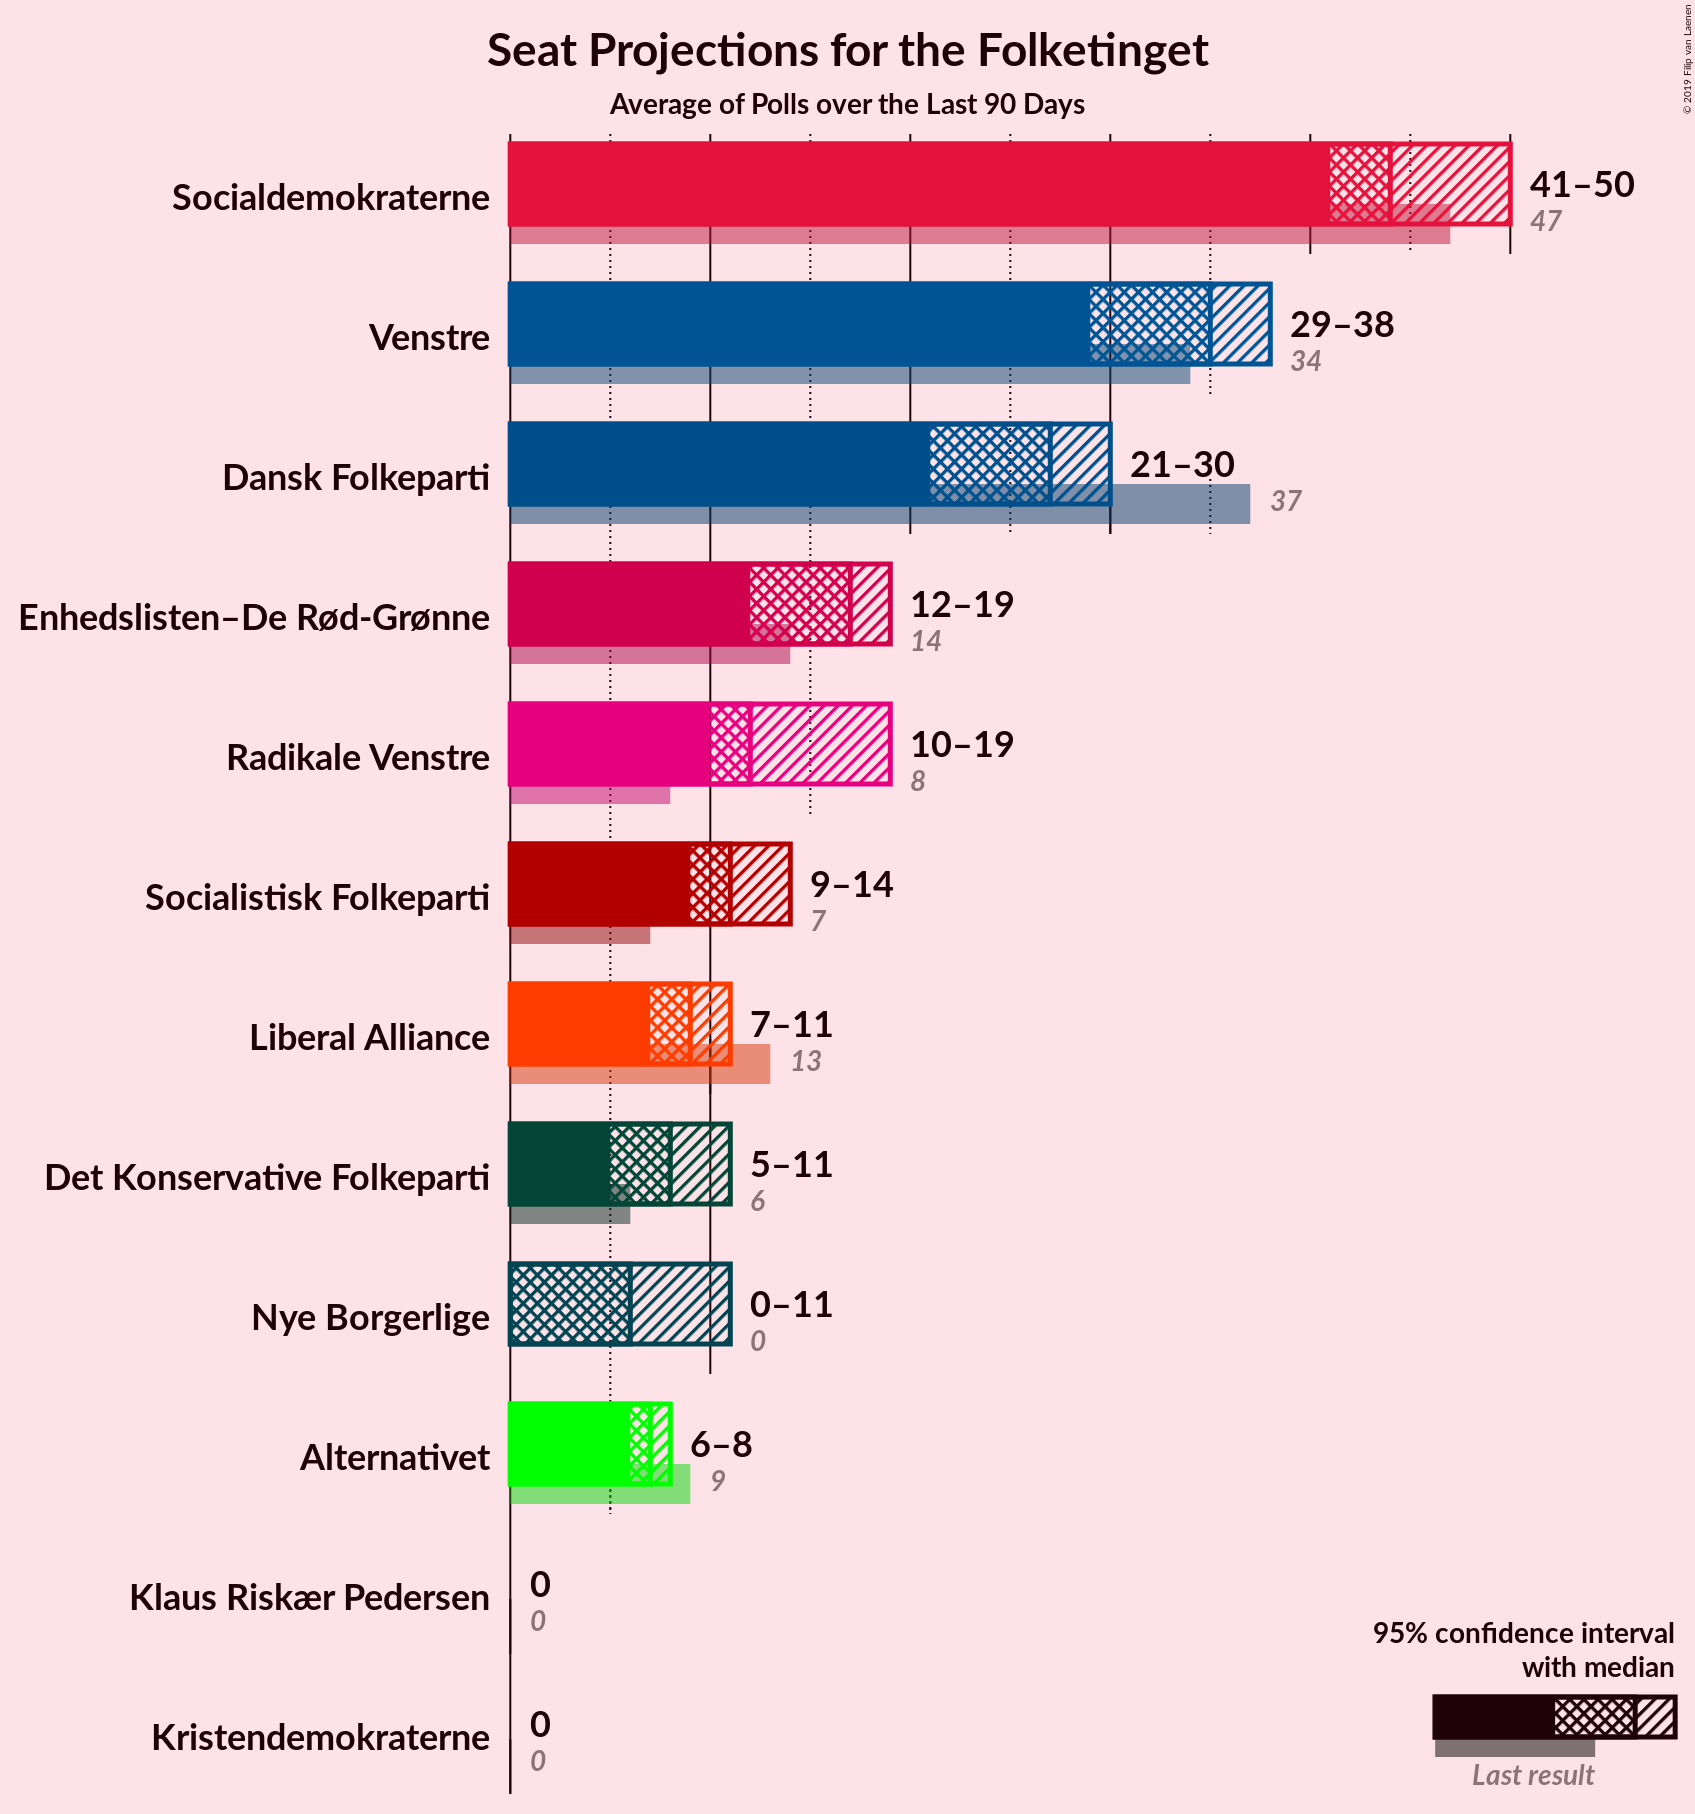 Seat Projections for the Folketinget
Average of Polls over the Last 90 Days
© 2019 Filip van Laenen
Socialdemokraterne
41–50
47
Venstre
29–38
34
Dansk Folkeparti
21–30
37
Enhedslisten–De Rød-Grønne
12–19
14
Radikale Venstre
10–19
8
Socialistisk Folkeparti
9–14
7
Liberal Alliance
7–11
13
Det Konservative Folkeparti
5–11
6
Nye Borgerlige
0–11
0
Alternativet
6–8
9
Klaus Riskær Pedersen
0
0
Kristendemokraterne
0
0
95% confidence interval
with median
Last result